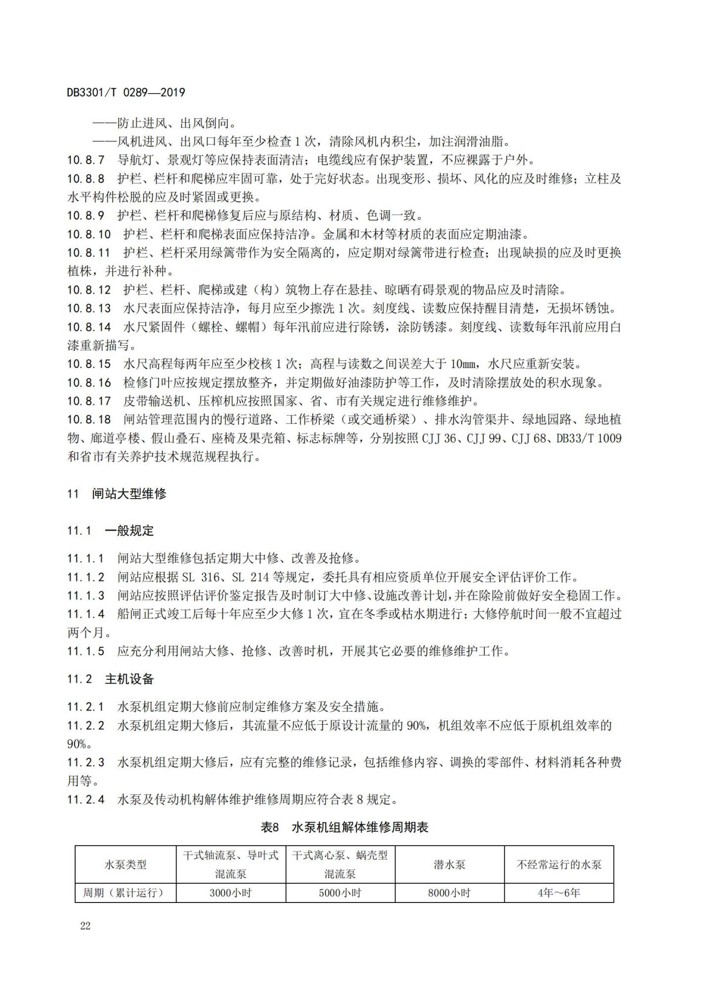 DB3301/T 0289—2019
——防止进风、出风倒向。
——风机进风、出风口每年至少检查 1 次，清除风机内积尘，加注润滑油脂。
10.8.7 导航灯、景观灯等应保持表面清洁；电缆线应有保护装置，不应裸露于户外。
10.8.8 护栏、栏杆和爬梯应牢固可靠，处于完好状态。出现变形、损坏、风化的应及时维修；立柱及
水平构件松脱的应及时紧固或更换。
10.8.9 护栏、栏杆和爬梯修复后应与原结构、材质、色调一致。
10.8.10 护栏、栏杆和爬梯表面应保持洁净。金属和木材等材质的表面应定期油漆。
10.8.11 护栏、栏杆采用绿篱带作为安全隔离的，应定期对绿篱带进行检查；出现缺损的应及时更换
植株，并进行补种。
10.8.12 护栏、栏杆、爬梯或建（构）筑物上存在悬挂、晾晒有碍景观的物品应及时清除。
10.8.13 水尺表面应保持洁净，每月应至少擦洗 1 次。刻度线、读数应保持醒目清楚，无损坏锈蚀。
10.8.14 水尺紧固件（螺栓、螺帽）每年汛前应进行除锈，涂防锈漆。刻度线、读数每年汛前应用白
漆重新描写。
10.8.15 水尺高程每两年应至少校核 1 次；高程与读数之间误差大于 10mm，水尺应重新安装。
10.8.16 检修门叶应按规定摆放整齐，并定期做好油漆防护等工作，及时清除摆放处的积水现象。
10.8.17 皮带输送机、压榨机应按照国家、省、市有关规定进行维修维护。
10.8.18 闸站管理范围内的慢行道路、工作桥梁（或交通桥梁）、排水沟管渠井、绿地园路、绿地植
物、廊道亭楼、假山叠石、座椅及果壳箱、标志标牌等，分别按照 CJJ 36、CJJ 99、CJJ 68、DB33/T 1009
和省市有关养护技术规范规程执行。
11 闸站大型维修
11.1 一般规定
11.1.1 闸站大型维修包括定期大中修、改善及抢修。
11.1.2 闸站应根据 SL 316、SL 214 等规定，委托具有相应资质单位开展安全评估评价工作。
11.1.3 闸站应按照评估评价鉴定报告及时制订大中修、设施改善计划，并在除险前做好安全稳固工作。
11.1.4 船闸正式竣工后每十年应至少大修 1 次，宜在冬季或枯水期进行；大修停航时间一般不宜超过
两个月。
11.1.5 应充分利用闸站大修、抢修、改善时机，开展其它必要的维修维护工作。
11.2 主机设备
11.2.1 水泵机组定期大修前应制定维修方案及安全措施。
11.2.2 水泵机组定期大修后，其流量不应低于原设计流量的 90%，机组效率不应低于原机组效率的
90%。
11.2.3 水泵机组定期大修后，应有完整的维修记录，包括维修内容、调换的零部件、材料消耗各种费
用等。
11.2.4 水泵及传动机构解体维护维修周期应符合表 8 规定。
表8 水泵机组解体维修周期表
水泵类型 干式轴流泵、导叶式混流泵 干式离心泵、蜗壳型混流泵 潜水泵 不经常运行的水泵
周期（累计运行） 3000小时 5000小时 8000小时 4年～6年
22